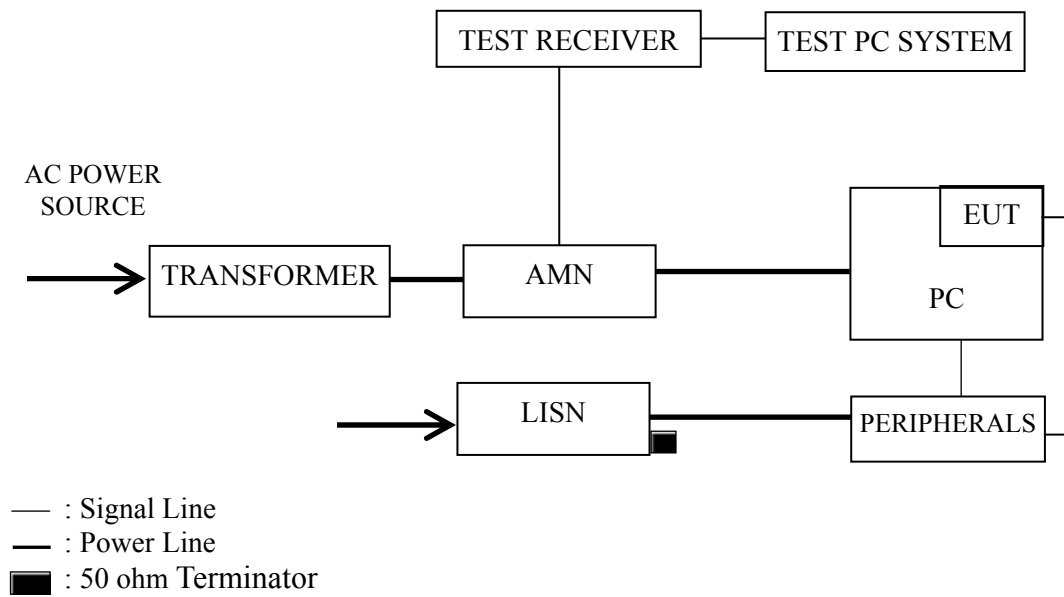 TEST RECEIVER
TEST PC SYSTEM
AC POWER
SOURCE
EUT
TRANSFORMER
AMN
PC
LISN
PERIPHERALS
: Signal Line
: Power Line
: 50 ohm Terminator